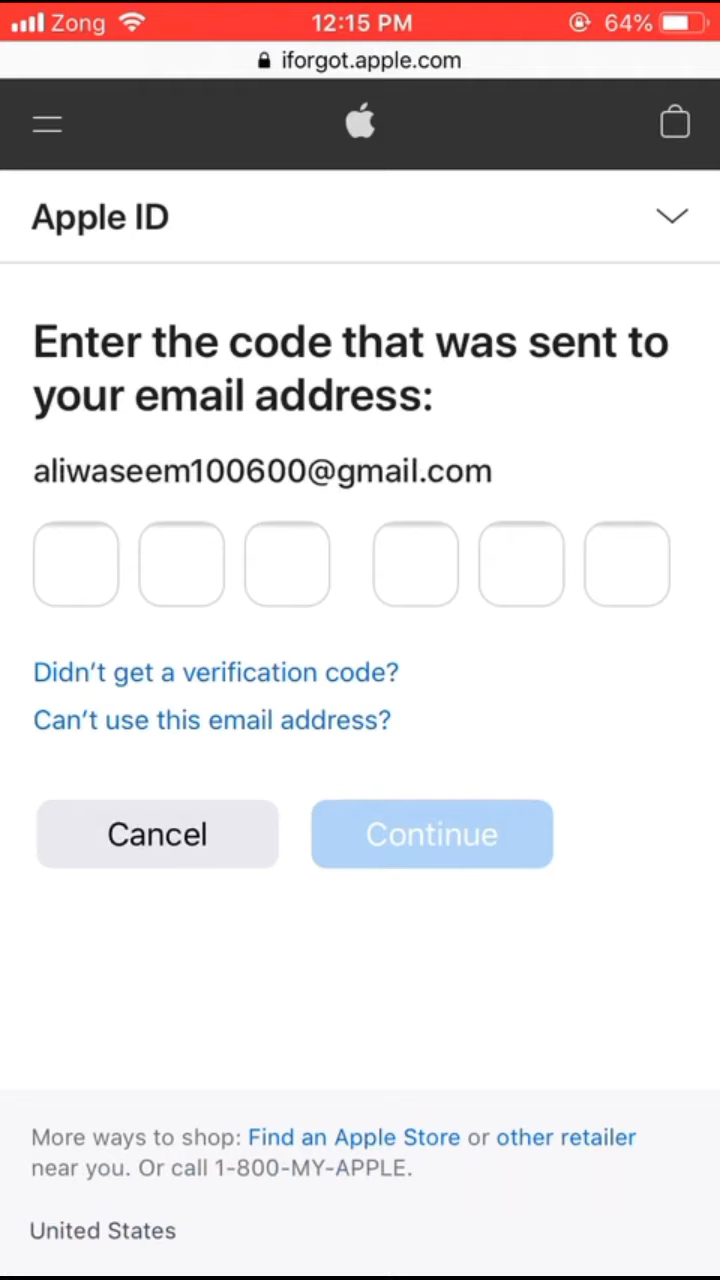 Zong 12:15 PM 64%
iforgot.apple.com
Apple ID
Enter the code that was sent to
your email address:
aliwaseem100600@gmail.com
Didn't get a verification code?
Can't use this email address?
Cancel Continue
More ways to shop: Find an Apple Store or other retailer
near you. Or call 1-800-MY-APPLE.
United States